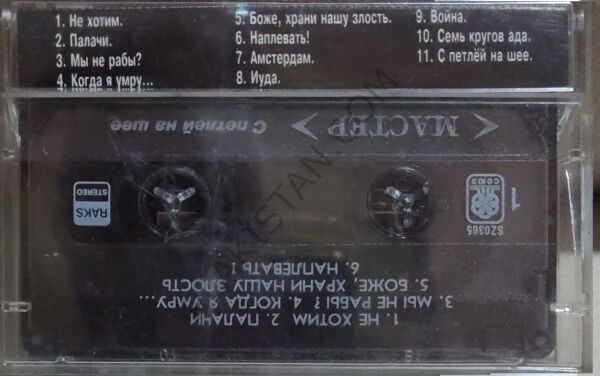 1. Не хотим.
2. Палачи.
3. Мы не рабы?
4. Когда я умру...
5. Боже, храни нашу злость.
6. Наплевать!
7. Амстердам.
8. Иуда.
9. Война.
10. Семь кругов ада.
11. С петлёй на шее.
МАСТЕР
С петлей на шее
RAKS
STEREO
1
СОЮЗ
SZ0365
1. НЕ ХОТИМ 2. ПАЛАЧИ
3. МЫ НЕ РАБЫ? 4. КОГДА Я УМРУ...
5. БОЖЕ, ХРАНИ НАШУ ЗЛОСТЬ
6. НАПЛЕВАТЬ!